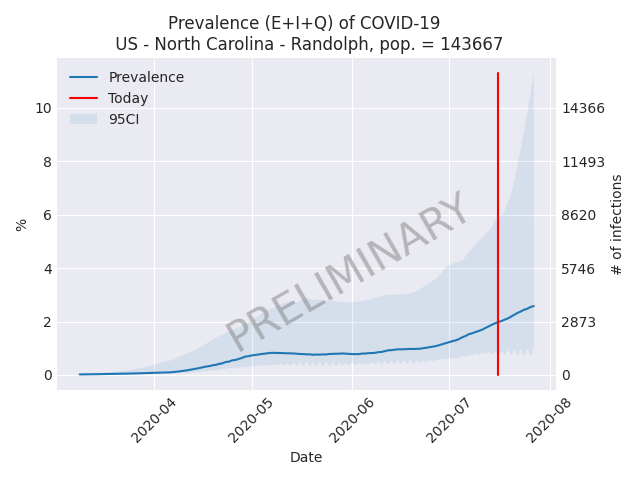 Prevalence (E+I+Q) of COVID-19
US - North Carolina - Randolph, pop. = 143667
Prevalence
Today
95CI
10
8
6
4
2
0
%
14366
11493
8620
5746
2873
0
# of infections
PRELIMINARY
2020-04
2020-05
2020-06
2020-07
2020-08
Date